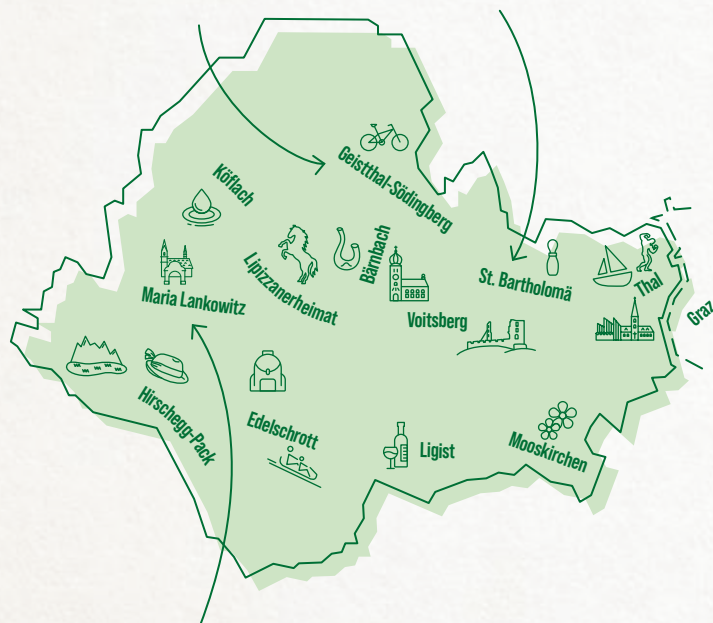 Geistthal-Södingberg
Köflach
Lipizzanerheimat
Bärnbach
St. Bartholomä
Thal
Graz
Maria Lankowitz
Voitsberg
Hirschegg-Pack
Edelschrott
Ligist
Mooskirchen